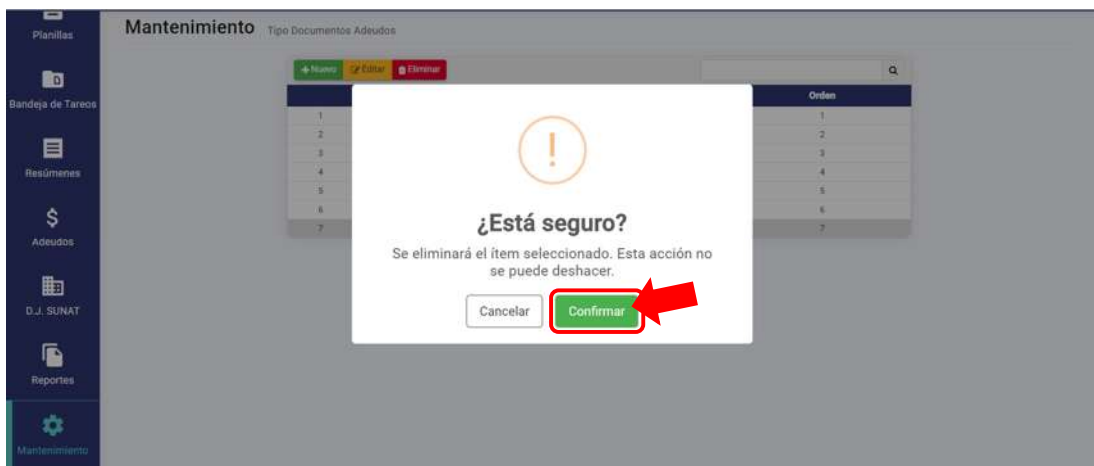 Planillas
Mantenimiento Tipo Documentos Adeudos
Nuevo Editar Eliminar
Bandeja de Tareos
Orden
1 1
2 2
3 3
4 4
5 5
6 6
7 7
Resúmenes
Adeudos
D.J. SUNAT
Reportes
Mantenimiento
!
¿Está seguro?
Se eliminará el ítem seleccionado. Esta acción no
se puede deshacer.
Cancelar Confirmar